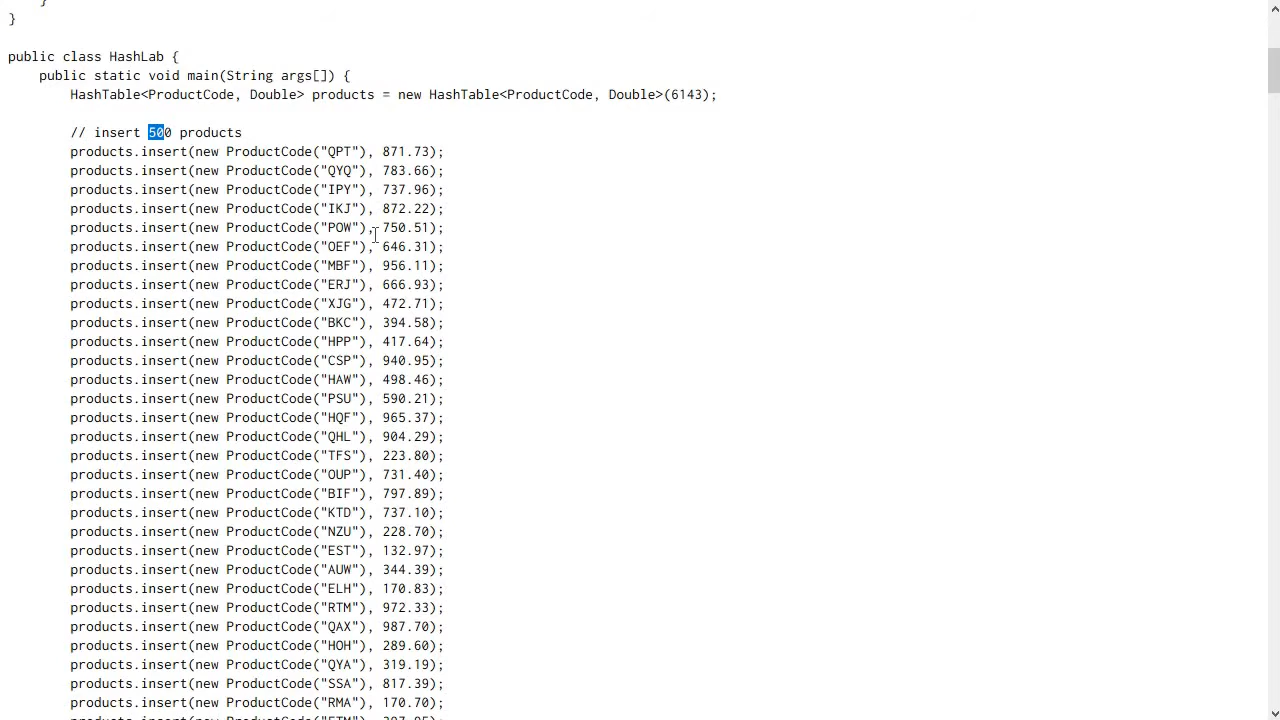 }
}
public class HashLab {
public static void main(String args[]) {
HashTable<ProductCode, Double> products = new HashTable<ProductCode, Double>(6143);
// insert 500 products
products.insert(new ProductCode("QPT"), 871.73);
products.insert(new ProductCode("QYQ"), 783.66);
products.insert(new ProductCode("IPY"), 737.96);
products.insert(new ProductCode("IKJ"), 872.22);
products.insert(new ProductCode("POW"), 750.51);
products.insert(new ProductCode("OEF"), 646.31);
products.insert(new ProductCode("MBF"), 956.11);
products.insert(new ProductCode("ERJ"), 666.93);
products.insert(new ProductCode("XJG"), 472.71);
products.insert(new ProductCode("BKC"), 394.58);
products.insert(new ProductCode("HPP"), 417.64);
products.insert(new ProductCode("CSP"), 940.95);
products.insert(new ProductCode("HAW"), 498.46);
products.insert(new ProductCode("PSU"), 590.21);
products.insert(new ProductCode("HQF"), 965.37);
products.insert(new ProductCode("QHL"), 904.29);
products.insert(new ProductCode("TFS"), 223.80);
products.insert(new ProductCode("OUP"), 731.40);
products.insert(new ProductCode("BIF"), 797.89);
products.insert(new ProductCode("KTD"), 737.10);
products.insert(new ProductCode("NZU"), 228.70);
products.insert(new ProductCode("EST"), 132.97);
products.insert(new ProductCode("AUW"), 344.39);
products.insert(new ProductCode("ELH"), 170.83);
products.insert(new ProductCode("RTM"), 972.33);
products.insert(new ProductCode("QAX"), 987.70);
products.insert(new ProductCode("HOH"), 289.60);
products.insert(new ProductCode("QYA"), 319.19);
products.insert(new ProductCode("SSA"), 817.39);
products.insert(new ProductCode("RMA"), 170.70);